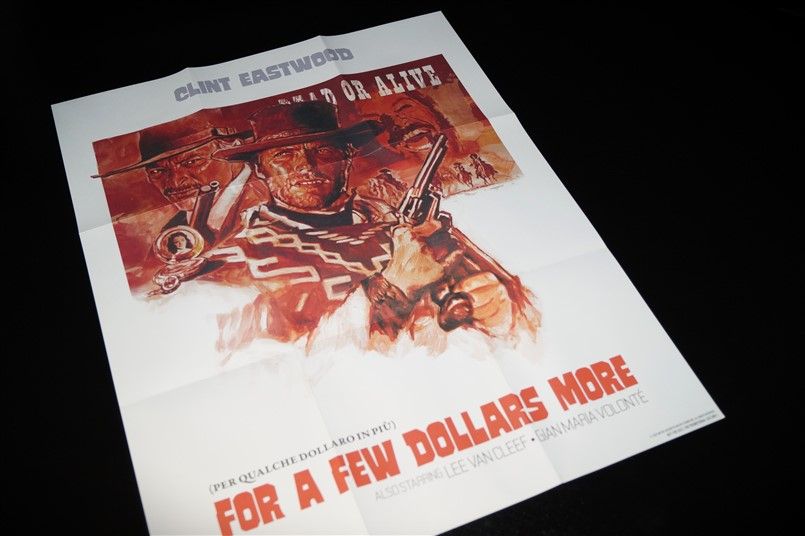 CLINT EASTWOOD
OR ALIVE
(PER QUALCHE DOLLARO IN PIÙ)
FOR A FEW DOLLARS MORE
ALSO STARRING LEE VAN CLEEF • GIAN MARIA VOLONTÉ